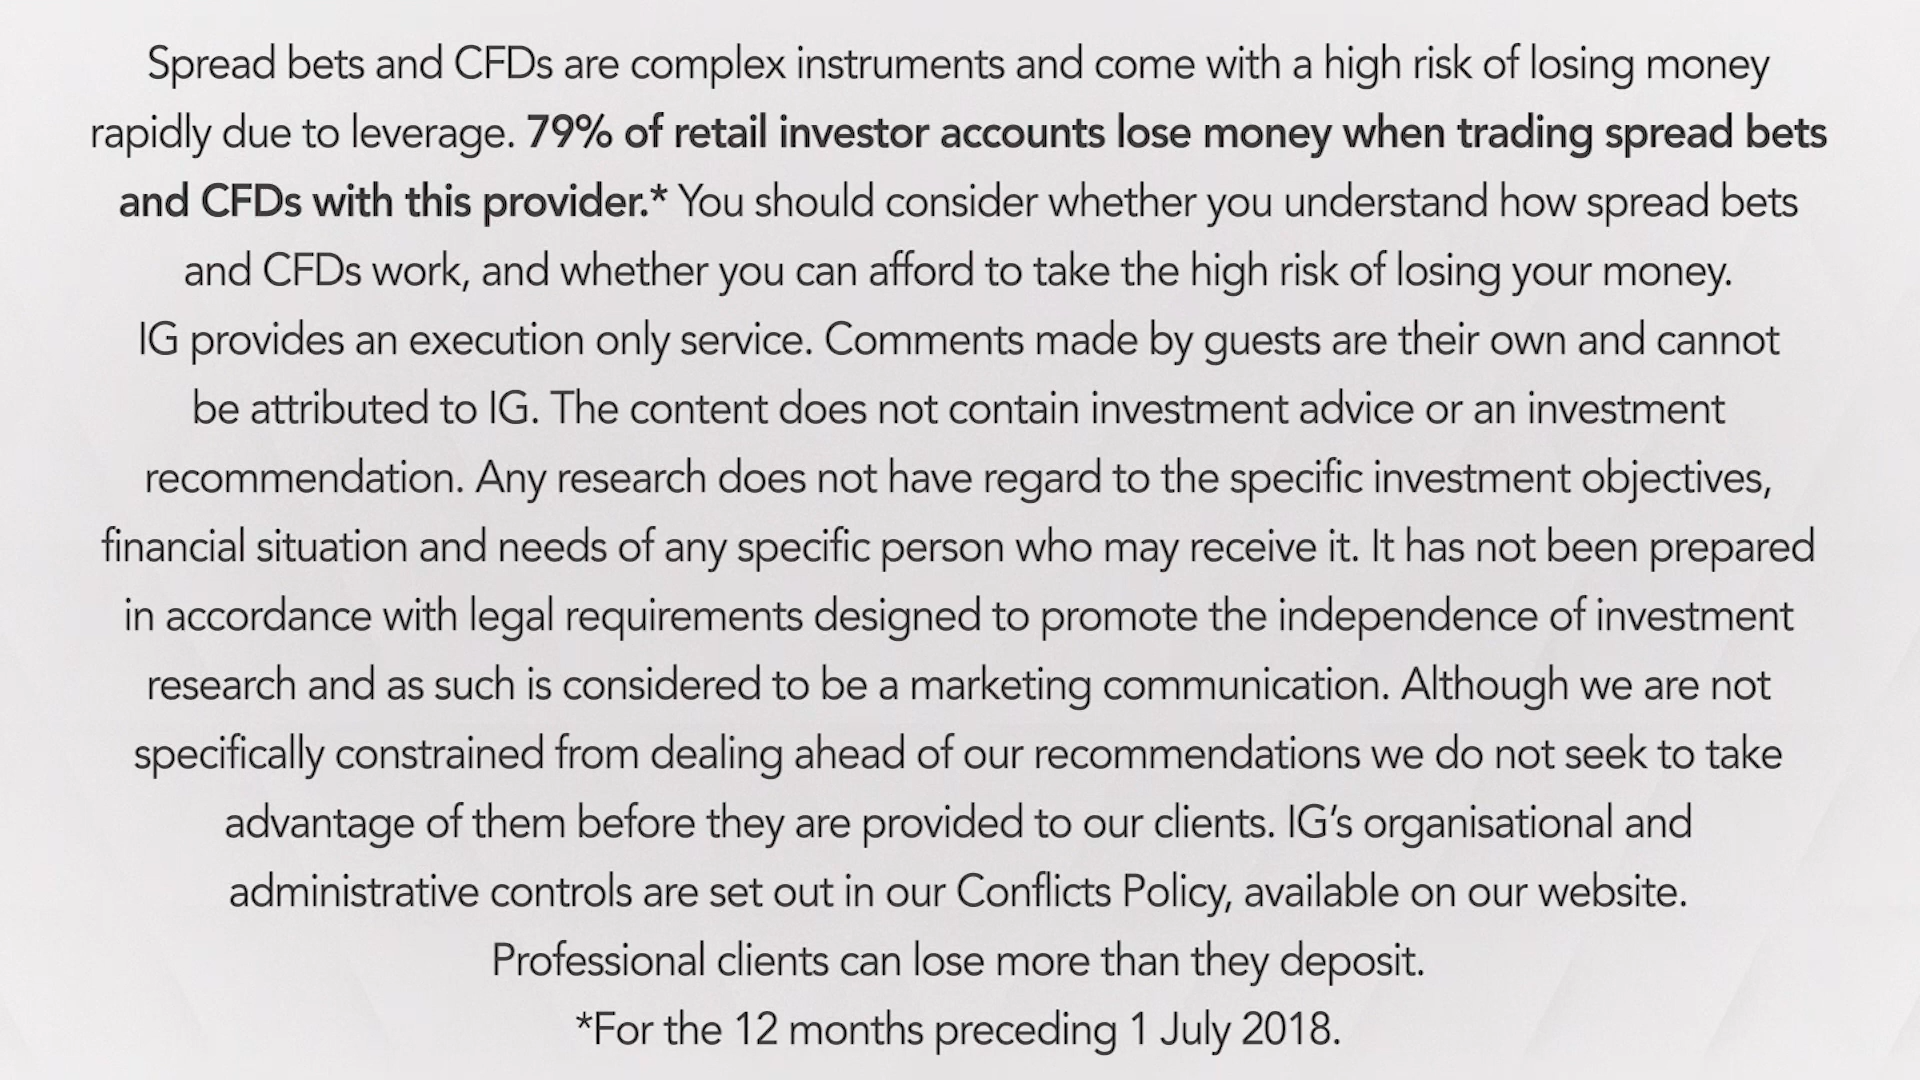 Spread bets and CFDs are complex instruments and come with a high risk of losing money
rapidly due to leverage. 79% of retail investor accounts lose money when trading spread bets
and CFDs with this provider.* You should consider whether you understand how spread bets
and CFDs work, and whether you can afford to take the high risk of losing your money.
IG provides an execution only service. Comments made by guests are their own and cannot
be attributed to IG. The content does not contain investment advice or an investment
recommendation. Any research does not have regard to the specific investment objectives,
financial situation and needs of any specific person who may receive it. It has not been prepared
in accordance with legal requirements designed to promote the independence of investment
research and as such is considered to be a marketing communication. Although we are not
specifically constrained from dealing ahead of our recommendations we do not seek to take
advantage of them before they are provided to our clients. IG’s organisational and
administrative controls are set out in our Conflicts Policy, available on our website.
Professional clients can lose more than they deposit.
*For the 12 months preceding 1 July 2018.